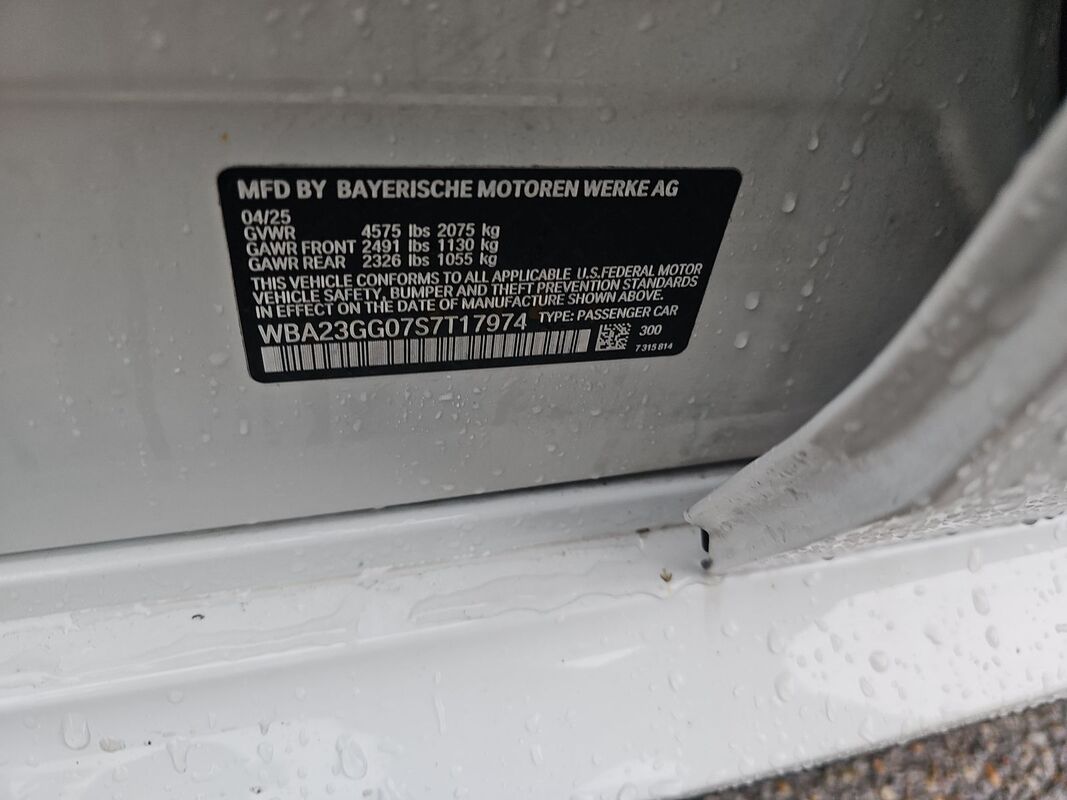 MFD BY BAYERISCHE MOTOREN WERKE AG
04/25
GVWR 4575 lbs 2075 kg
GAWR FRONT 2491 lbs 1130 kg
GAWR REAR 2326 lbs 1055 kg
THIS VEHICLE CONFORMS TO ALL APPLICABLE U.S.FEDERAL MOTOR
VEHICLE SAFETY, BUMPER AND THEFT PREVENTION STANDARDS
IN EFFECT ON THE DATE OF MANUFACTURE SHOWN ABOVE.
WBA23GG07S7T17974 TYPE: PASSENGER CAR
300
7 315 814